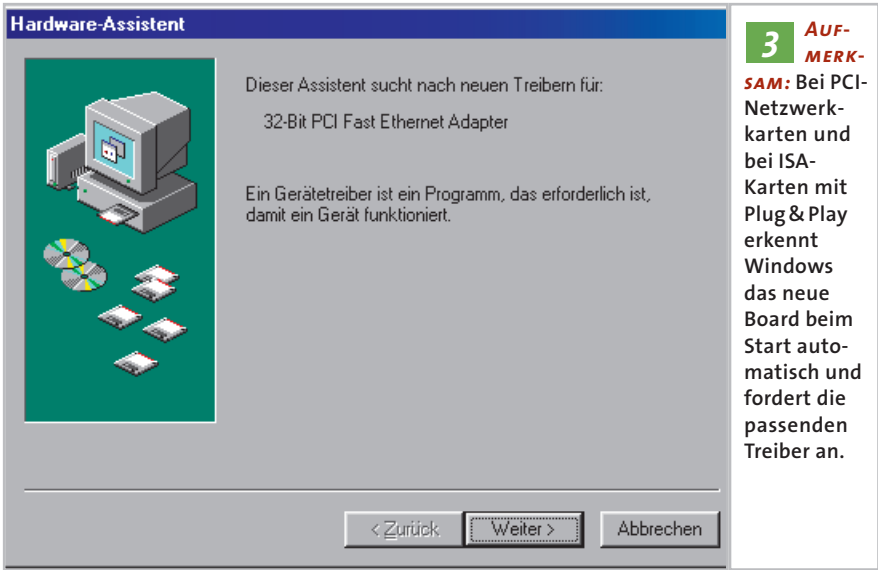 Hardware-Assistent
Dieser Assistent sucht nach neuen Treibern für:
32-Bit PCI Fast Ethernet Adapter
Ein Gerätetreiber ist ein Programm, das erforderlich ist,
damit ein Gerät funktioniert.
< Zurück
Weiter >
Abbrechen
3 AUF-
MERK-
SAM: Bei PCI-
Netzwerk-
karten und
bei ISA-
Karten mit
Plug & Play
erkennt
Windows
das neue
Board beim
Start auto-
matisch und
fordert die
passenden
Treiber an.